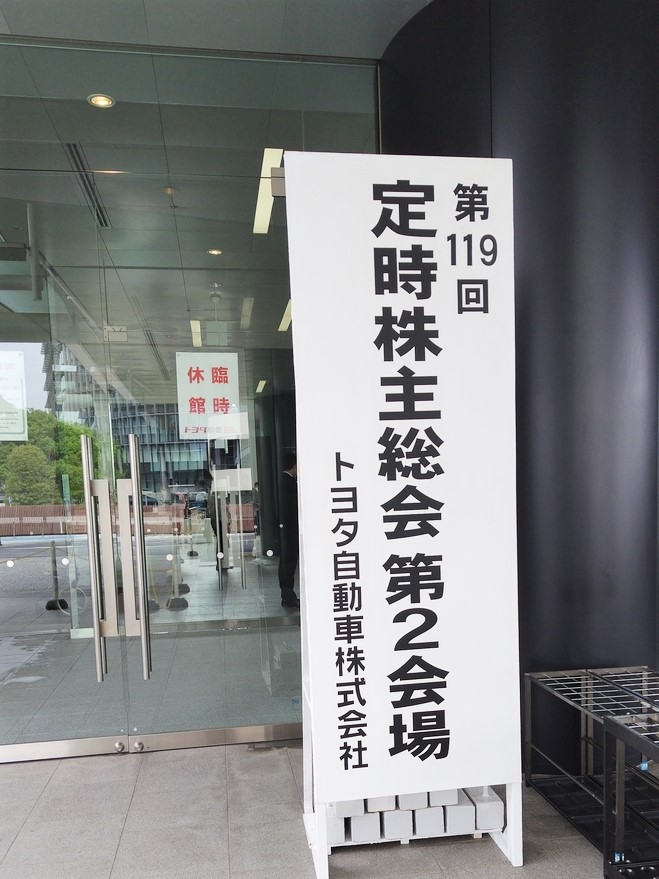 第119回
定時株主総会 第2会場
トヨタ自動車株式会社
臨時
休館